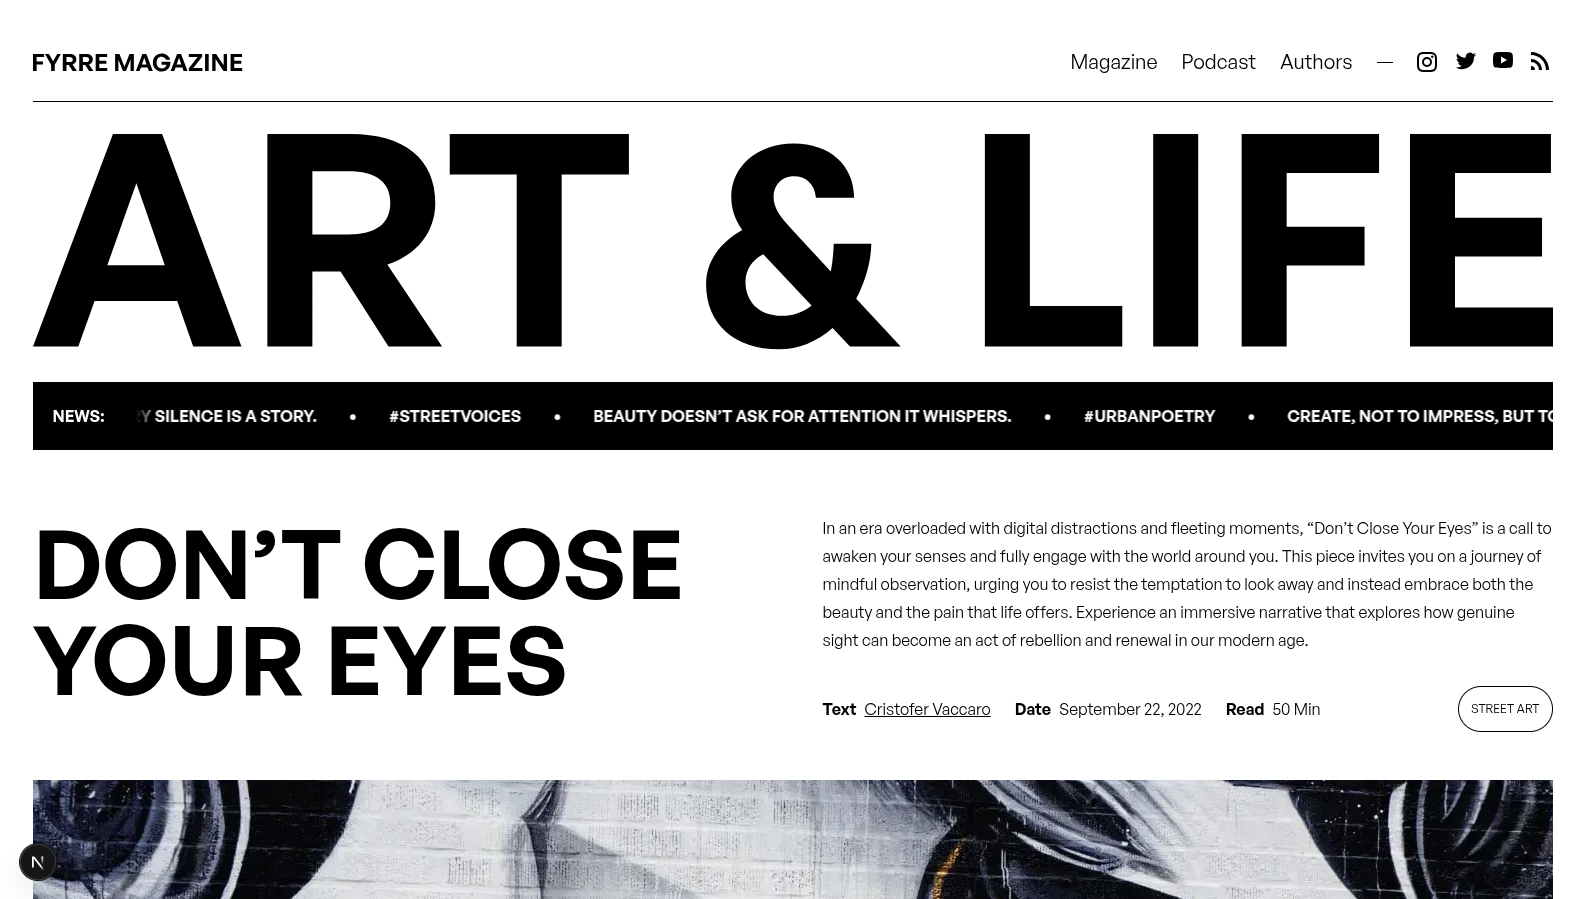 FYRRE MAGAZINE
Magazine Podcast Authors —
ART & LIFE
NEWS: Y SILENCE IS A STORY. • #STREETVOICES • BEAUTY DOESN’T ASK FOR ATTENTION IT WHISPERS. • #URBANPOETRY • CREATE, NOT TO IMPRESS, BUT TO
DON’T CLOSE
YOUR EYES
In an era overloaded with digital distractions and fleeting moments, “Don’t Close Your Eyes” is a call to
awaken your senses and fully engage with the world around you. This piece invites you on a journey of
mindful observation, urging you to resist the temptation to look away and instead embrace both the
beauty and the pain that life offers. Experience an immersive narrative that explores how genuine
sight can become an act of rebellion and renewal in our modern age.
Text Cristofer Vaccaro Date September 22, 2022 Read 50 Min STREET ART
N